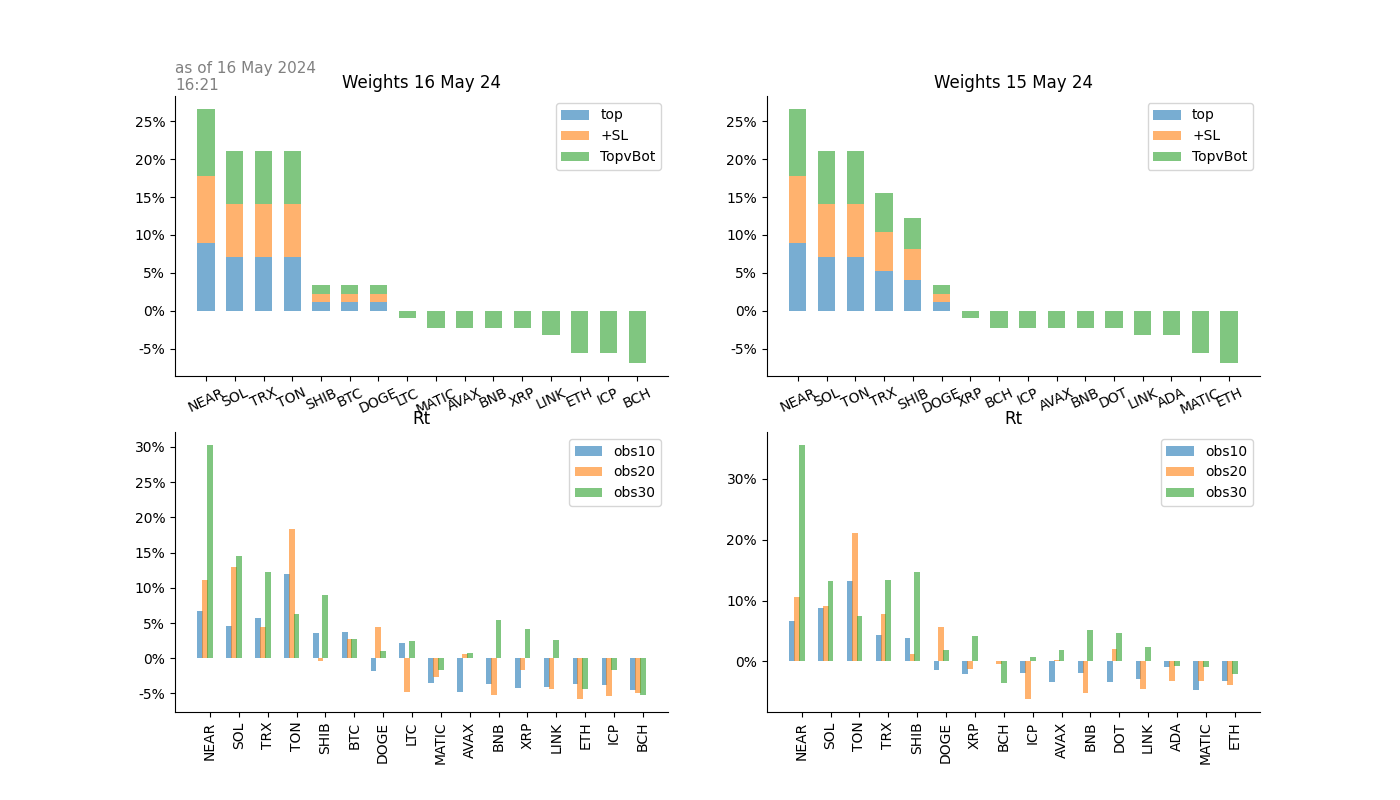 as of 16 May 2024
16:21
Weights 16 May 24
25%
20%
15%
10%
5%
0%
-5%
top
+SL
TopvBot
NEAR SOL TRX TON SHIB BTC DOGE LTC MATIC AVAX BNB XRP LINK ETH ICP BCH
Weights 15 May 24
25%
20%
15%
10%
5%
0%
-5%
top
+SL
TopvBot
NEAR SOL TON TRX SHIB DOGE XRP BCH ICP AVAX BNB DOT LINK ADA MATIC ETH
Rt
30%
25%
20%
15%
10%
5%
0%
-5%
obs10
obs20
obs30
NEAR SOL TRX TON SHIB BTC DOGE LTC MATIC AVAX BNB XRP LINK ETH ICP BCH
Rt
30%
20%
10%
0%
obs10
obs20
obs30
NEAR SOL TON TRX SHIB DOGE XRP BCH ICP AVAX BNB DOT LINK ADA MATIC ETH